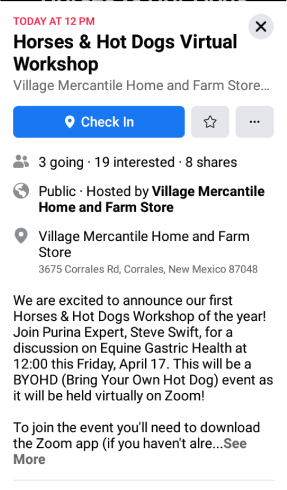 TODAY AT 12 PM
Horses & Hot Dogs Virtual
Workshop
Village Mercantile Home and Farm Store...
Check In
3 going · 19 interested · 8 shares
Public · Hosted by Village Mercantile
Home and Farm Store
Village Mercantile Home and Farm
Store
3675 Corrales Rd, Corrales, New Mexico 87048
We are excited to announce our first
Horses & Hot Dogs Workshop of the year!
Join Purina Expert, Steve Swift, for a
discussion on Equine Gastric Health at
12:00 this Friday, April 17. This will be a
BYOHD (Bring Your Own Hot Dog) event as
it will be held virtually on Zoom!
To join the event you'll need to download
the Zoom app (if you haven't alre...See
More